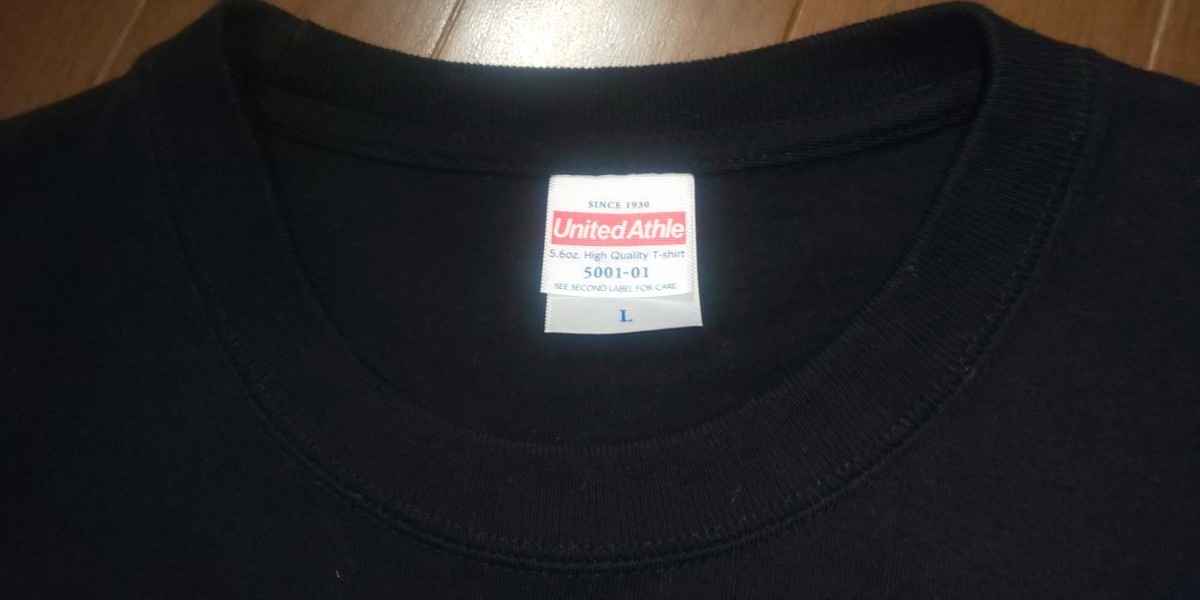 SINCE 1930
United Athle
5.6oz. High Quality T-shirt
5001-01
SEE SECOND LABEL FOR CARE
L